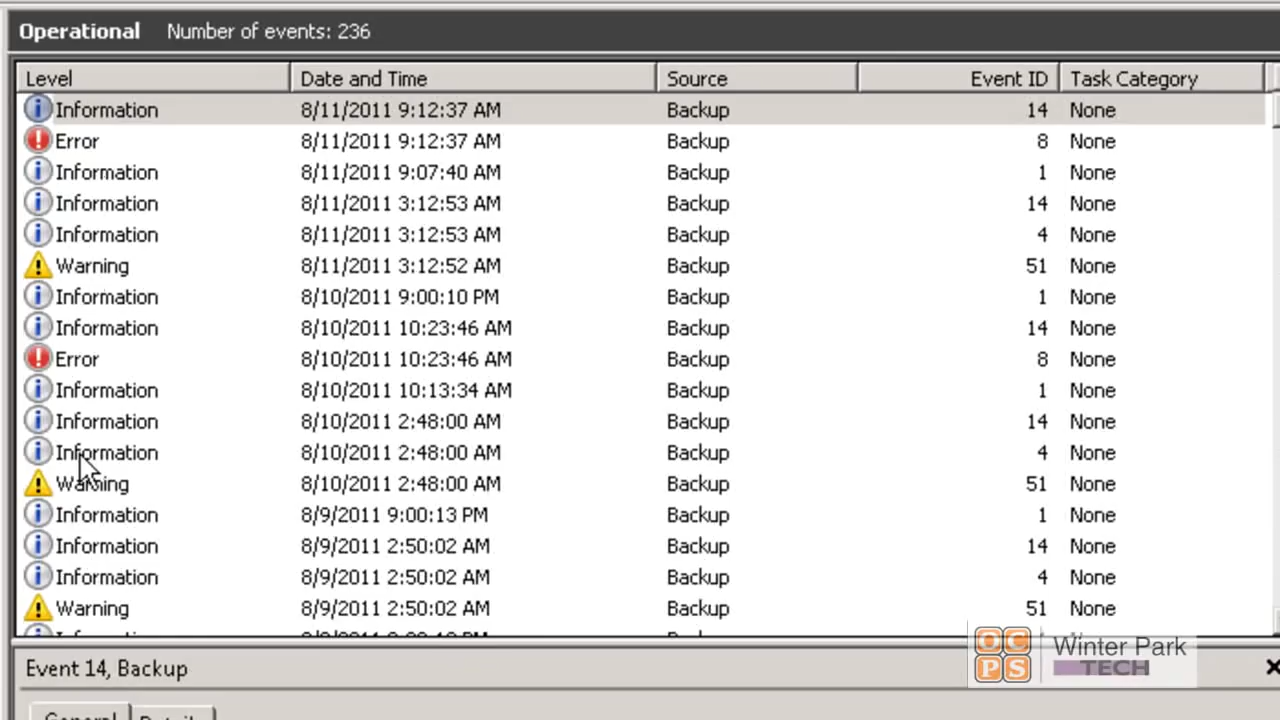 Operational Number of events: 236
Level Date and Time Source Event ID Task Category
Information 8/11/2011 9:12:37 AM Backup 14 None
Error 8/11/2011 9:12:37 AM Backup 8 None
Information 8/11/2011 9:07:40 AM Backup 1 None
Information 8/11/2011 3:12:53 AM Backup 14 None
Information 8/11/2011 3:12:53 AM Backup 4 None
Warning 8/11/2011 3:12:52 AM Backup 51 None
Information 8/10/2011 9:00:10 PM Backup 1 None
Information 8/10/2011 10:23:46 AM Backup 14 None
Error 8/10/2011 10:23:46 AM Backup 8 None
Information 8/10/2011 10:13:34 AM Backup 1 None
Information 8/10/2011 2:48:00 AM Backup 14 None
Information 8/10/2011 2:48:00 AM Backup 4 None
Warning 8/10/2011 2:48:00 AM Backup 51 None
Information 8/9/2011 9:00:13 PM Backup 1 None
Information 8/9/2011 2:50:02 AM Backup 14 None
Information 8/9/2011 2:50:02 AM Backup 4 None
Warning 8/9/2011 2:50:02 AM Backup 51 None
OCPS Winter Park TECH
Event 14, Backup
General Details